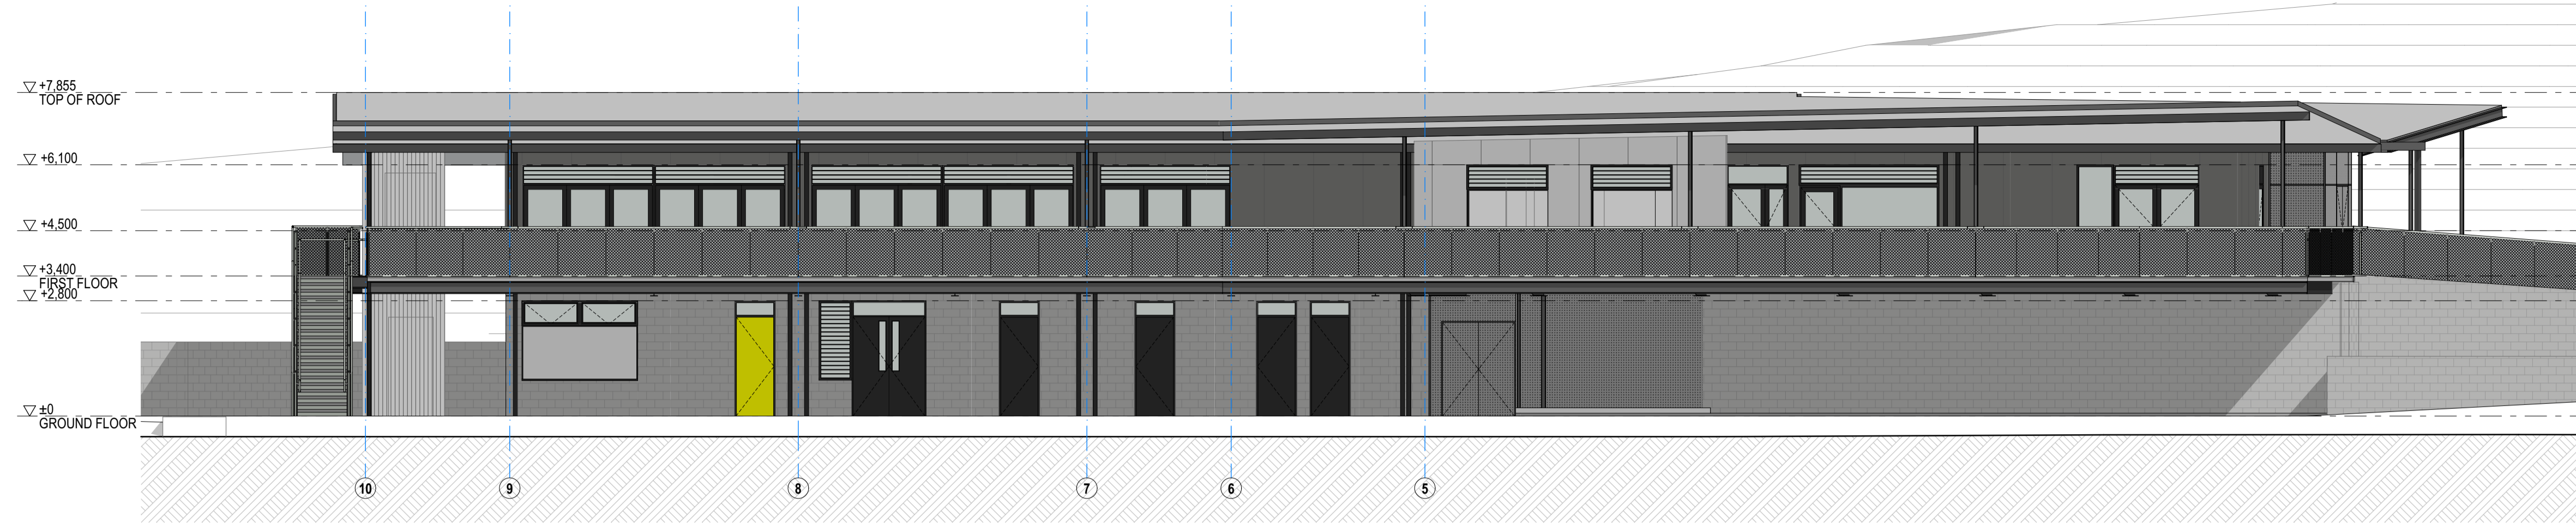 +7,855
TOP OF ROOF
+6,100
+4,500
+3,400
FIRST FLOOR
+2,800
±0
GROUND FLOOR
10 9 8 7 6 5